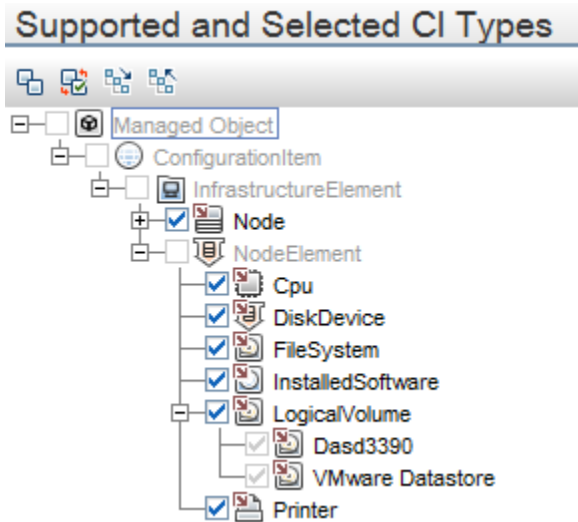 Supported and Selected CI Types
Managed Object
ConfigurationItem
InfrastructureElement
Node
NodeElement
Cpu
DiskDevice
FileSystem
InstalledSoftware
LogicalVolume
Dasd3390
VMware Datastore
Printer